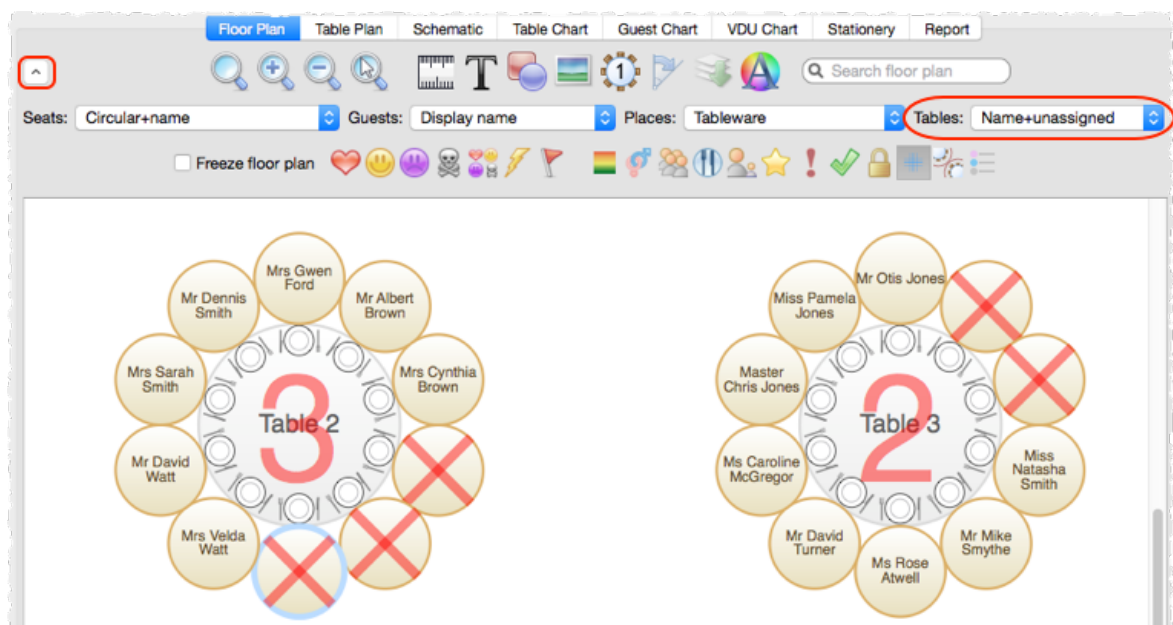 Floor Plan Table Plan Schematic Table Chart Guest Chart VDU Chart Stationery Report
T 1 A Search floor plan
Seats: Circular+name Guests: Display name Places: Tableware Tables: Name+unassigned
Freeze floor plan
Mrs Gwen
Ford
Mr Dennis
Smith
Mr Albert
Brown
Mrs Sarah
Smith
Mrs Cynthia
Brown
Table 2
3
Mr David
Watt
Mrs Velda
Watt
Mr Otis Jones
Miss Pamela
Jones
Master
Chris Jones
Table 3
2
Ms Caroline
McGregor
Miss
Natasha
Smith
Mr David
Turner
Mr Mike
Smythe
Ms Rose
Atwell